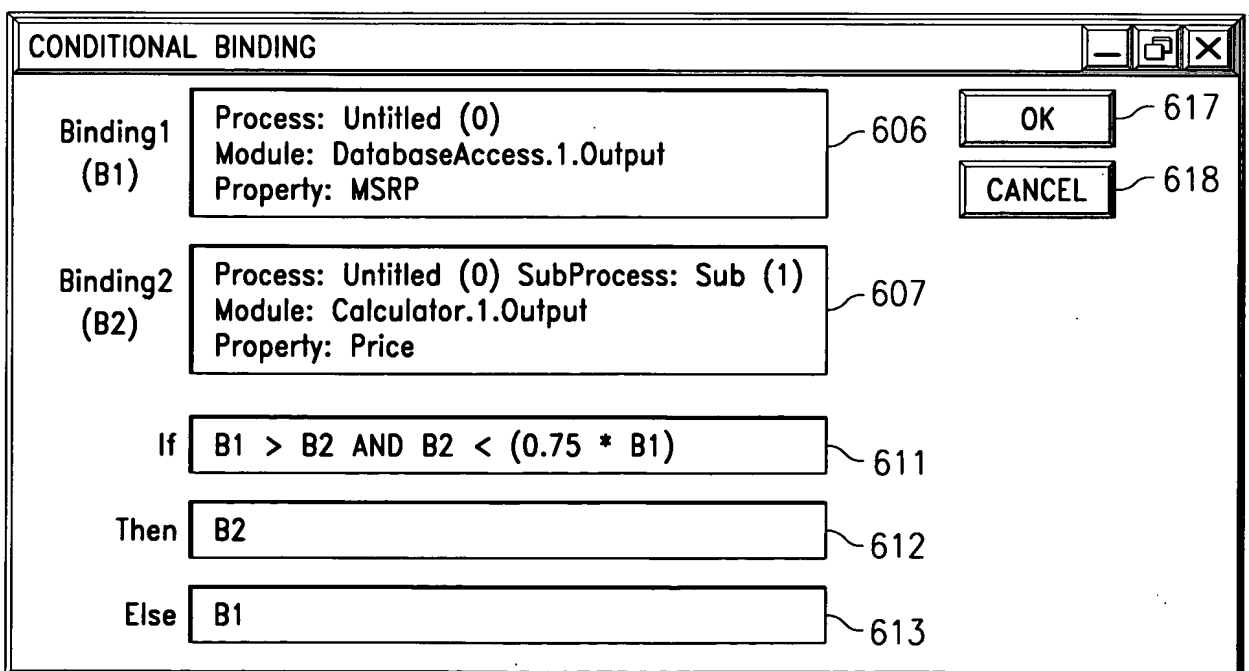 CONDITIONAL BINDING
Binding1
(B1)
Process: Untitled (0)
Module: DatabaseAccess.1.Output
Property: MSRP
606
OK
617
CANCEL
618
Binding2
(B2)
Process: Untitled (0) SubProcess: Sub (1)
Module: Calculator.1.Output
Property: Price
607
If
B1 > B2 AND B2 < (0.75 * B1)
611
Then
B2
612
Else
B1
613